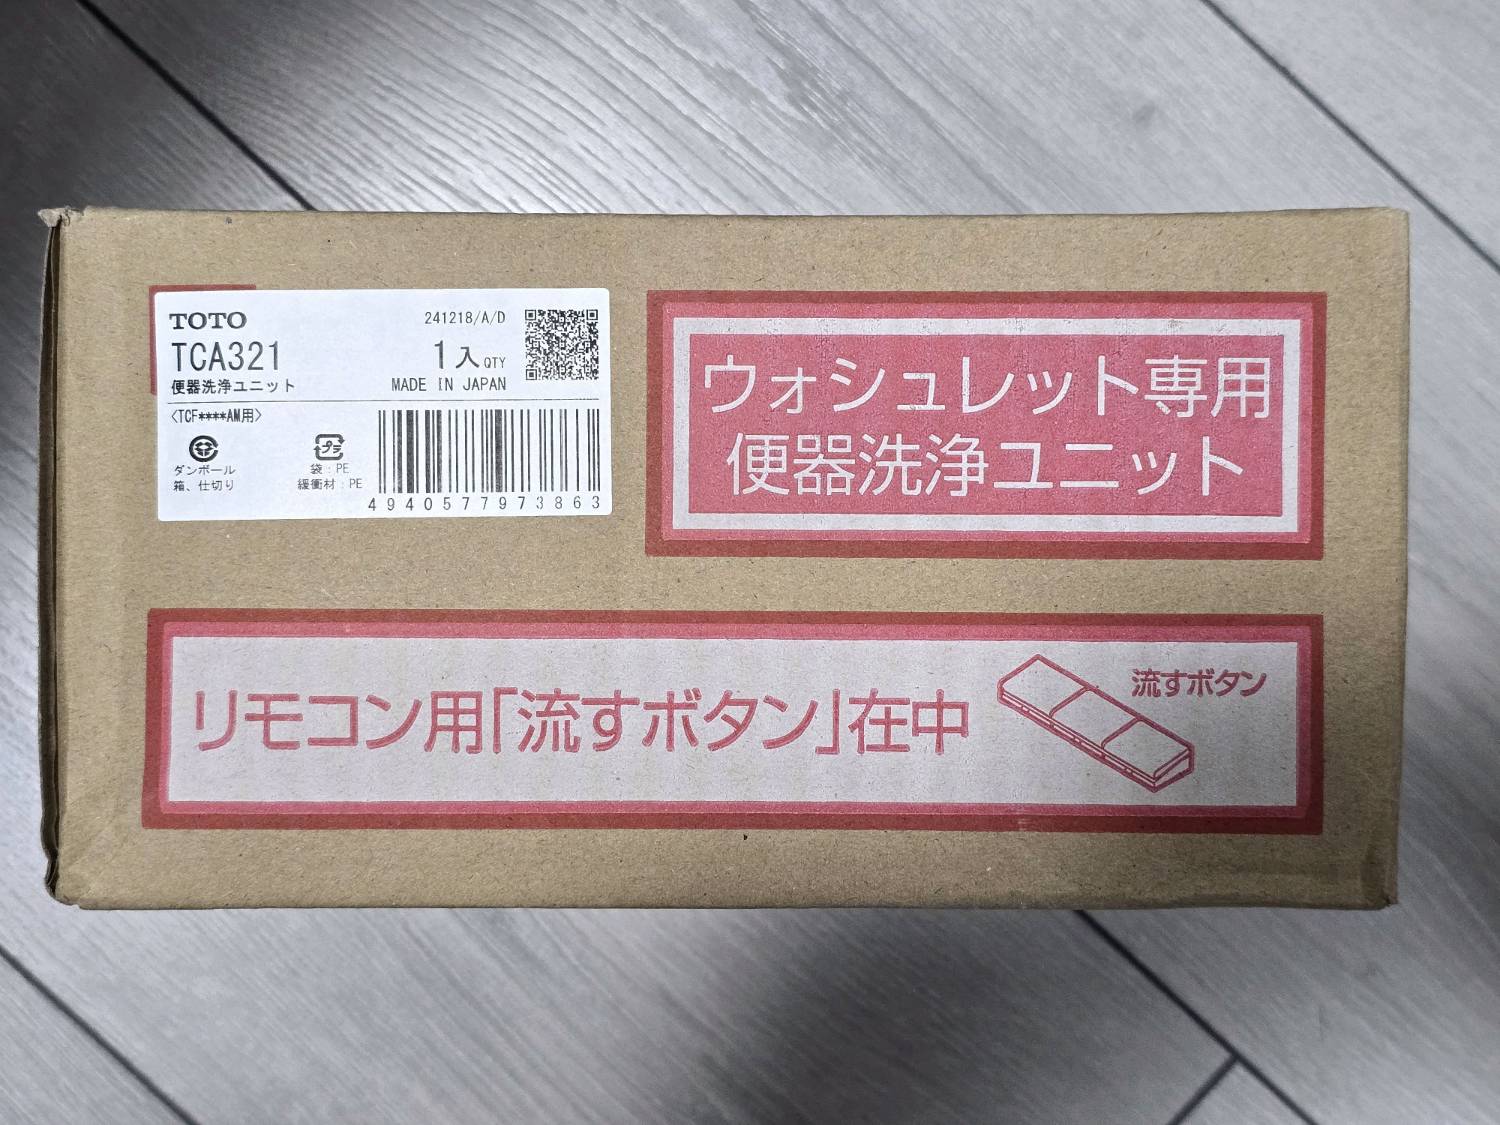 TOTO
241218/A/D
TCA321
1入 QTY
便器洗浄ユニット
MADE IN JAPAN
〈TCF****AM用〉
ダンボール
箱、仕切り
プラ
袋：PE
緩衝材：PE
4940577973863
ウォシュレット専用
便器洗浄ユニット
リモコン用「流すボタン」在中
流すボタン